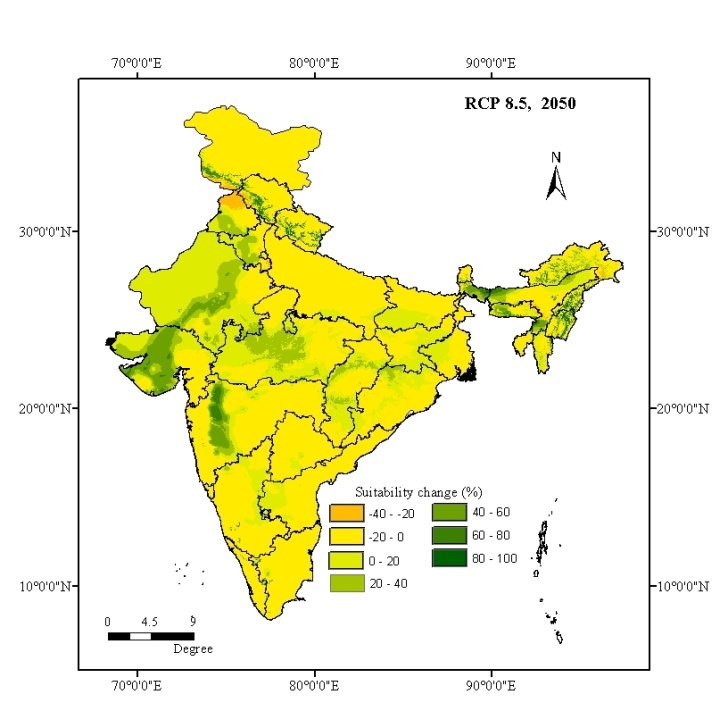 70°0'0"E 80°0'0"E 90°0'0"E
RCP 8.5, 2050
N
30°0'0"N 30°0'0"N
20°0'0"N 20°0'0"N
Suitability change (%)
-40 - -20 40 - 60
-20 - 0 60 - 80
0 - 20 80 - 100
20 - 40
10°0'0"N 10°0'0"N
0 4.5 9
Degree
70°0'0"E 80°0'0"E 90°0'0"E